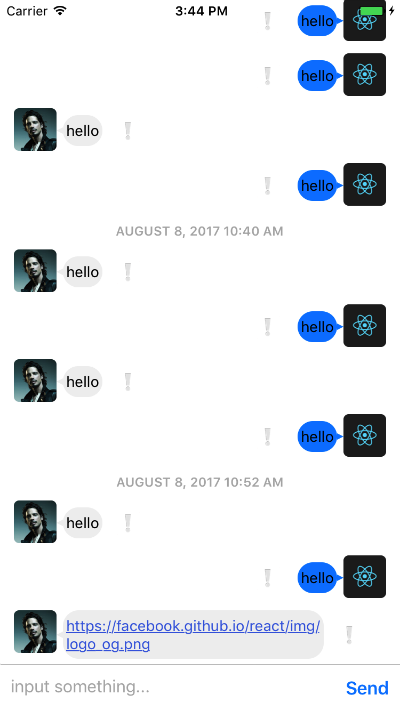 Carrier 3:44 PM
hello
hello
hello
hello
AUGUST 8, 2017 10:40 AM
hello
hello
hello
hello
AUGUST 8, 2017 10:52 AM
hello
hello
https://facebook.github.io/react/img/
logo_og.png
input something... Send